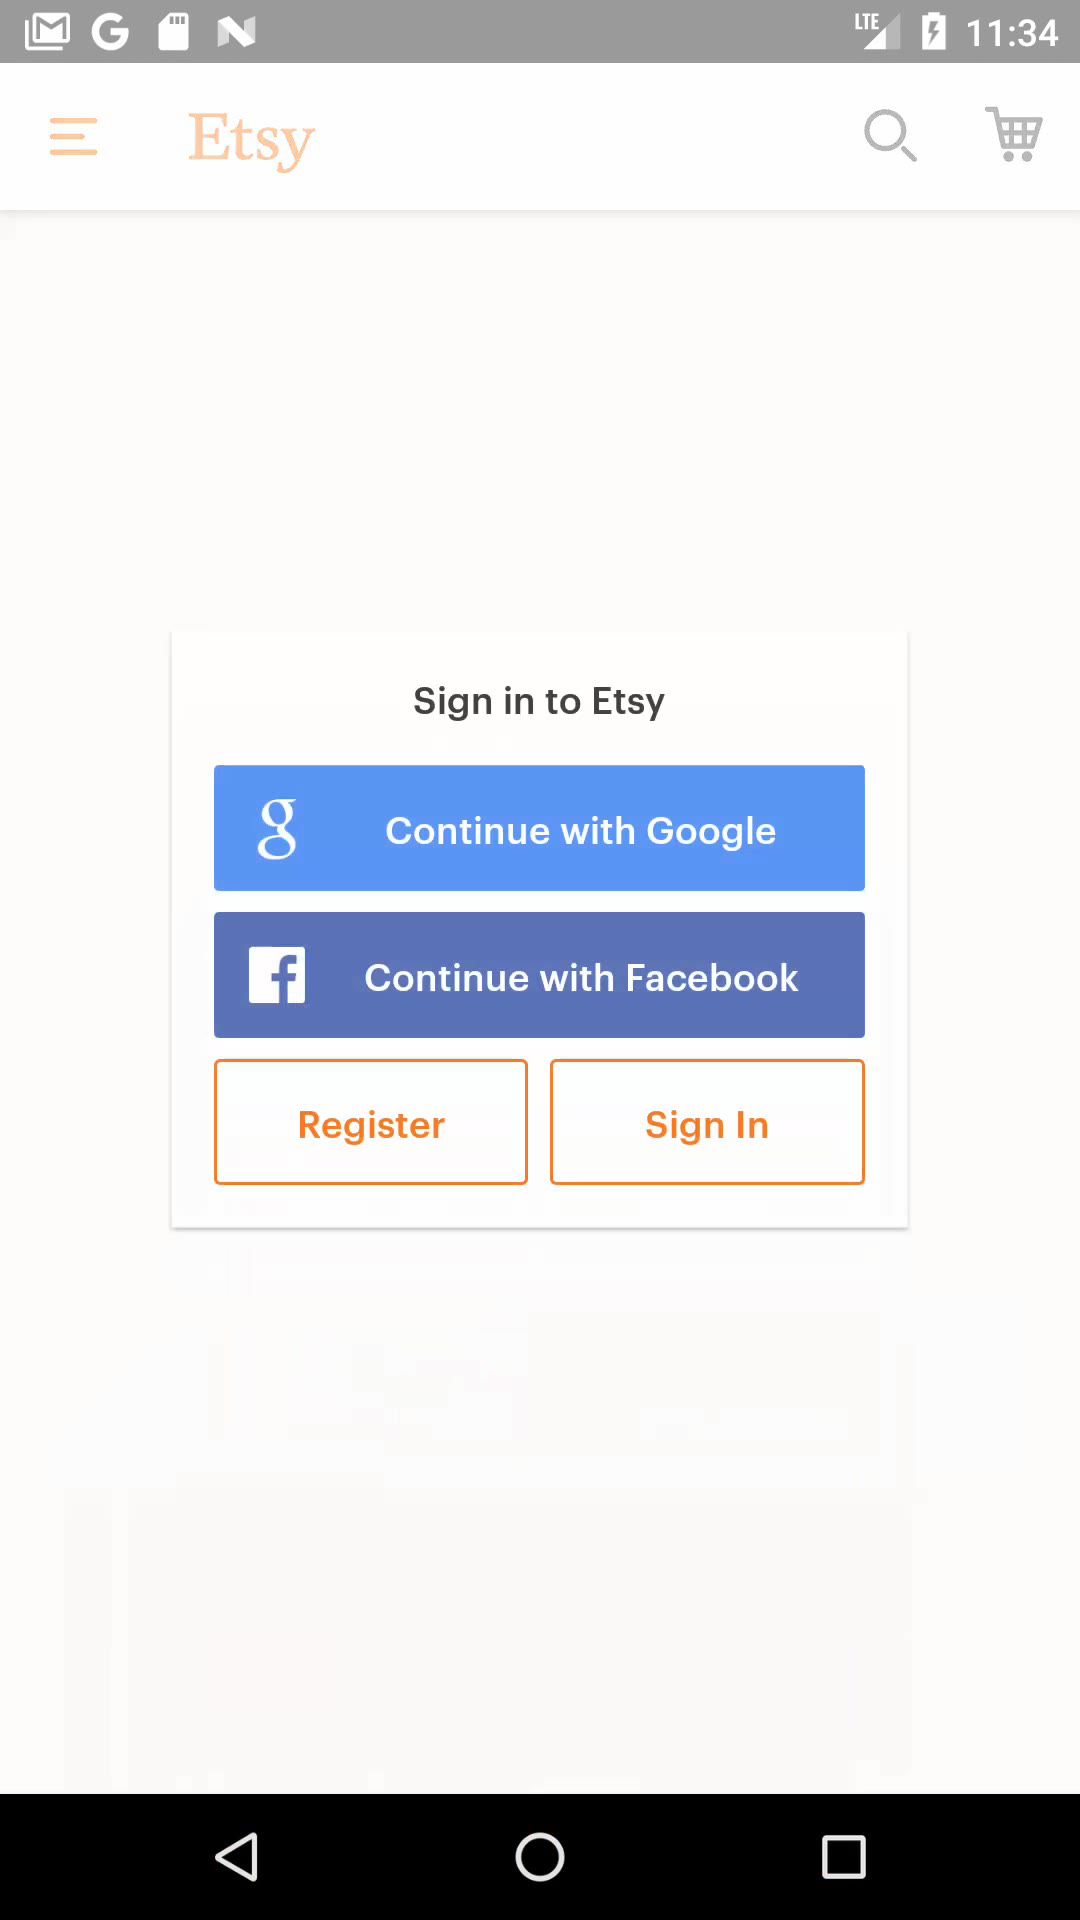 LTE 11:34
Etsy
Sign in to Etsy
Continue with Google
Continue with Facebook
Register Sign In